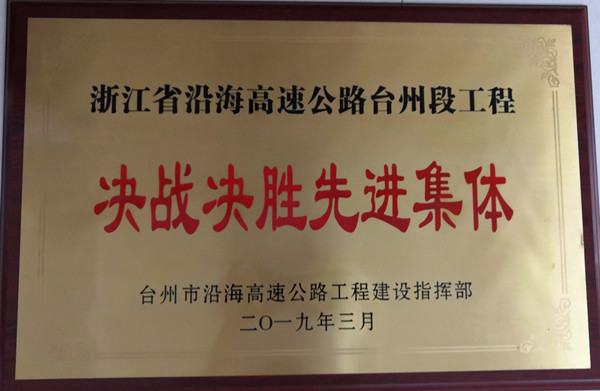 浙江省沿海高速公路台州段工程
决战决胜先进集体
台州市沿海高速公路工程建设指挥部
二〇一九年三月